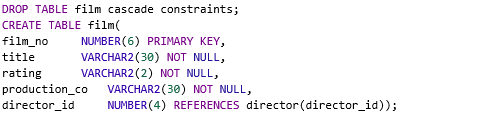 DROP TABLE film cascade constraints;
CREATE TABLE film(
film_no NUMBER(6) PRIMARY KEY,
title VARCHAR2(30) NOT NULL,
rating VARCHAR2(2) NOT NULL,
production_co VARCHAR2(30) NOT NULL,
director_id NUMBER(4) REFERENCES director(director_id));